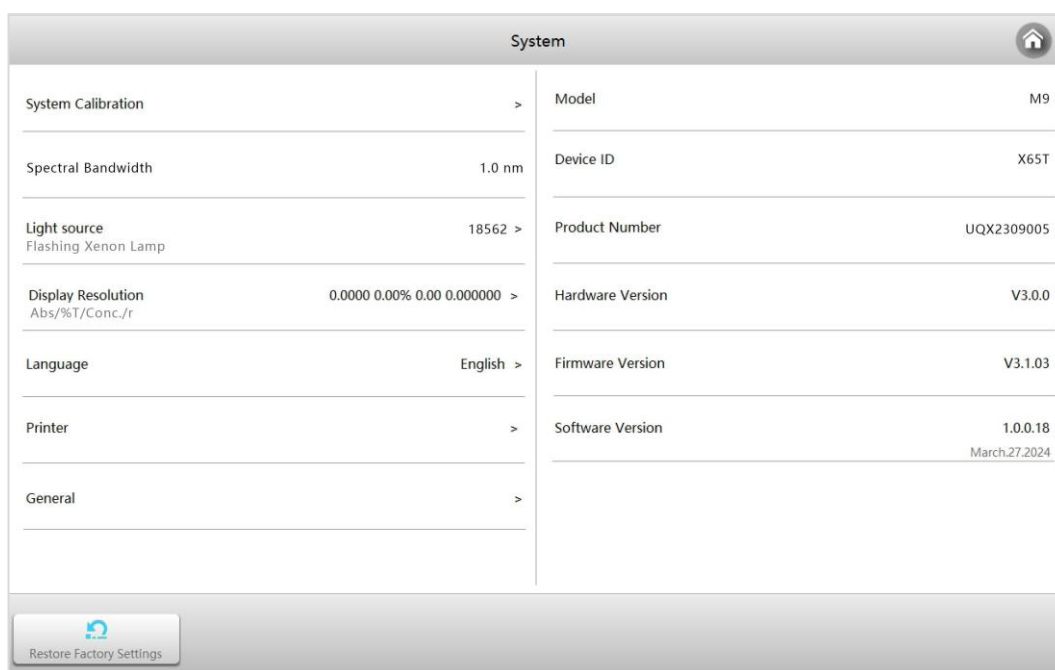 System
System Calibration >
Spectral Bandwidth 1.0 nm
Light source 18562 >
Flashing Xenon Lamp
Display Resolution 0.0000 0.00% 0.00 0.000000 >
Abs/%T/Conc./r
Language English >
Printer >
General >
Model M9
Device ID X65T
Product Number UQX2309005
Hardware Version V3.0.0
Firmware Version V3.1.03
Software Version 1.0.0.18
March.27.2024
Restore Factory Settings